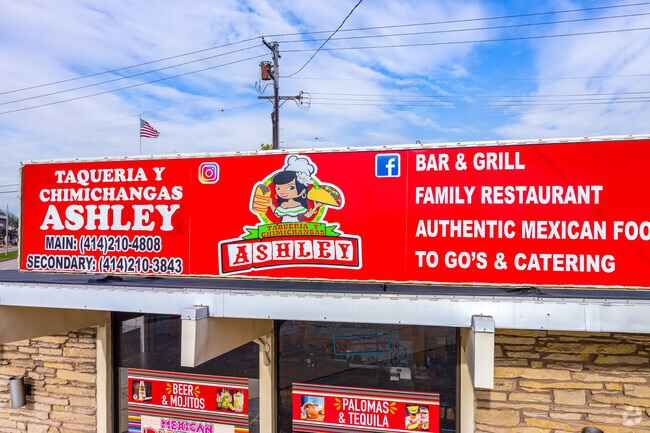 TAQUERIA Y
CHIMICHANGAS
ASHLEY
MAIN: (414)210-4808
SECONDARY: (414)210-3843
TAQUERIA Y
CHIMICHANGAS
ASHLEY
BAR & GRILL
FAMILY RESTAURANT
AUTHENTIC MEXICAN FOO
TO GO'S & CATERING
BEER
& MOJITOS
MEXICAN
PALOMAS
& TEQUILA